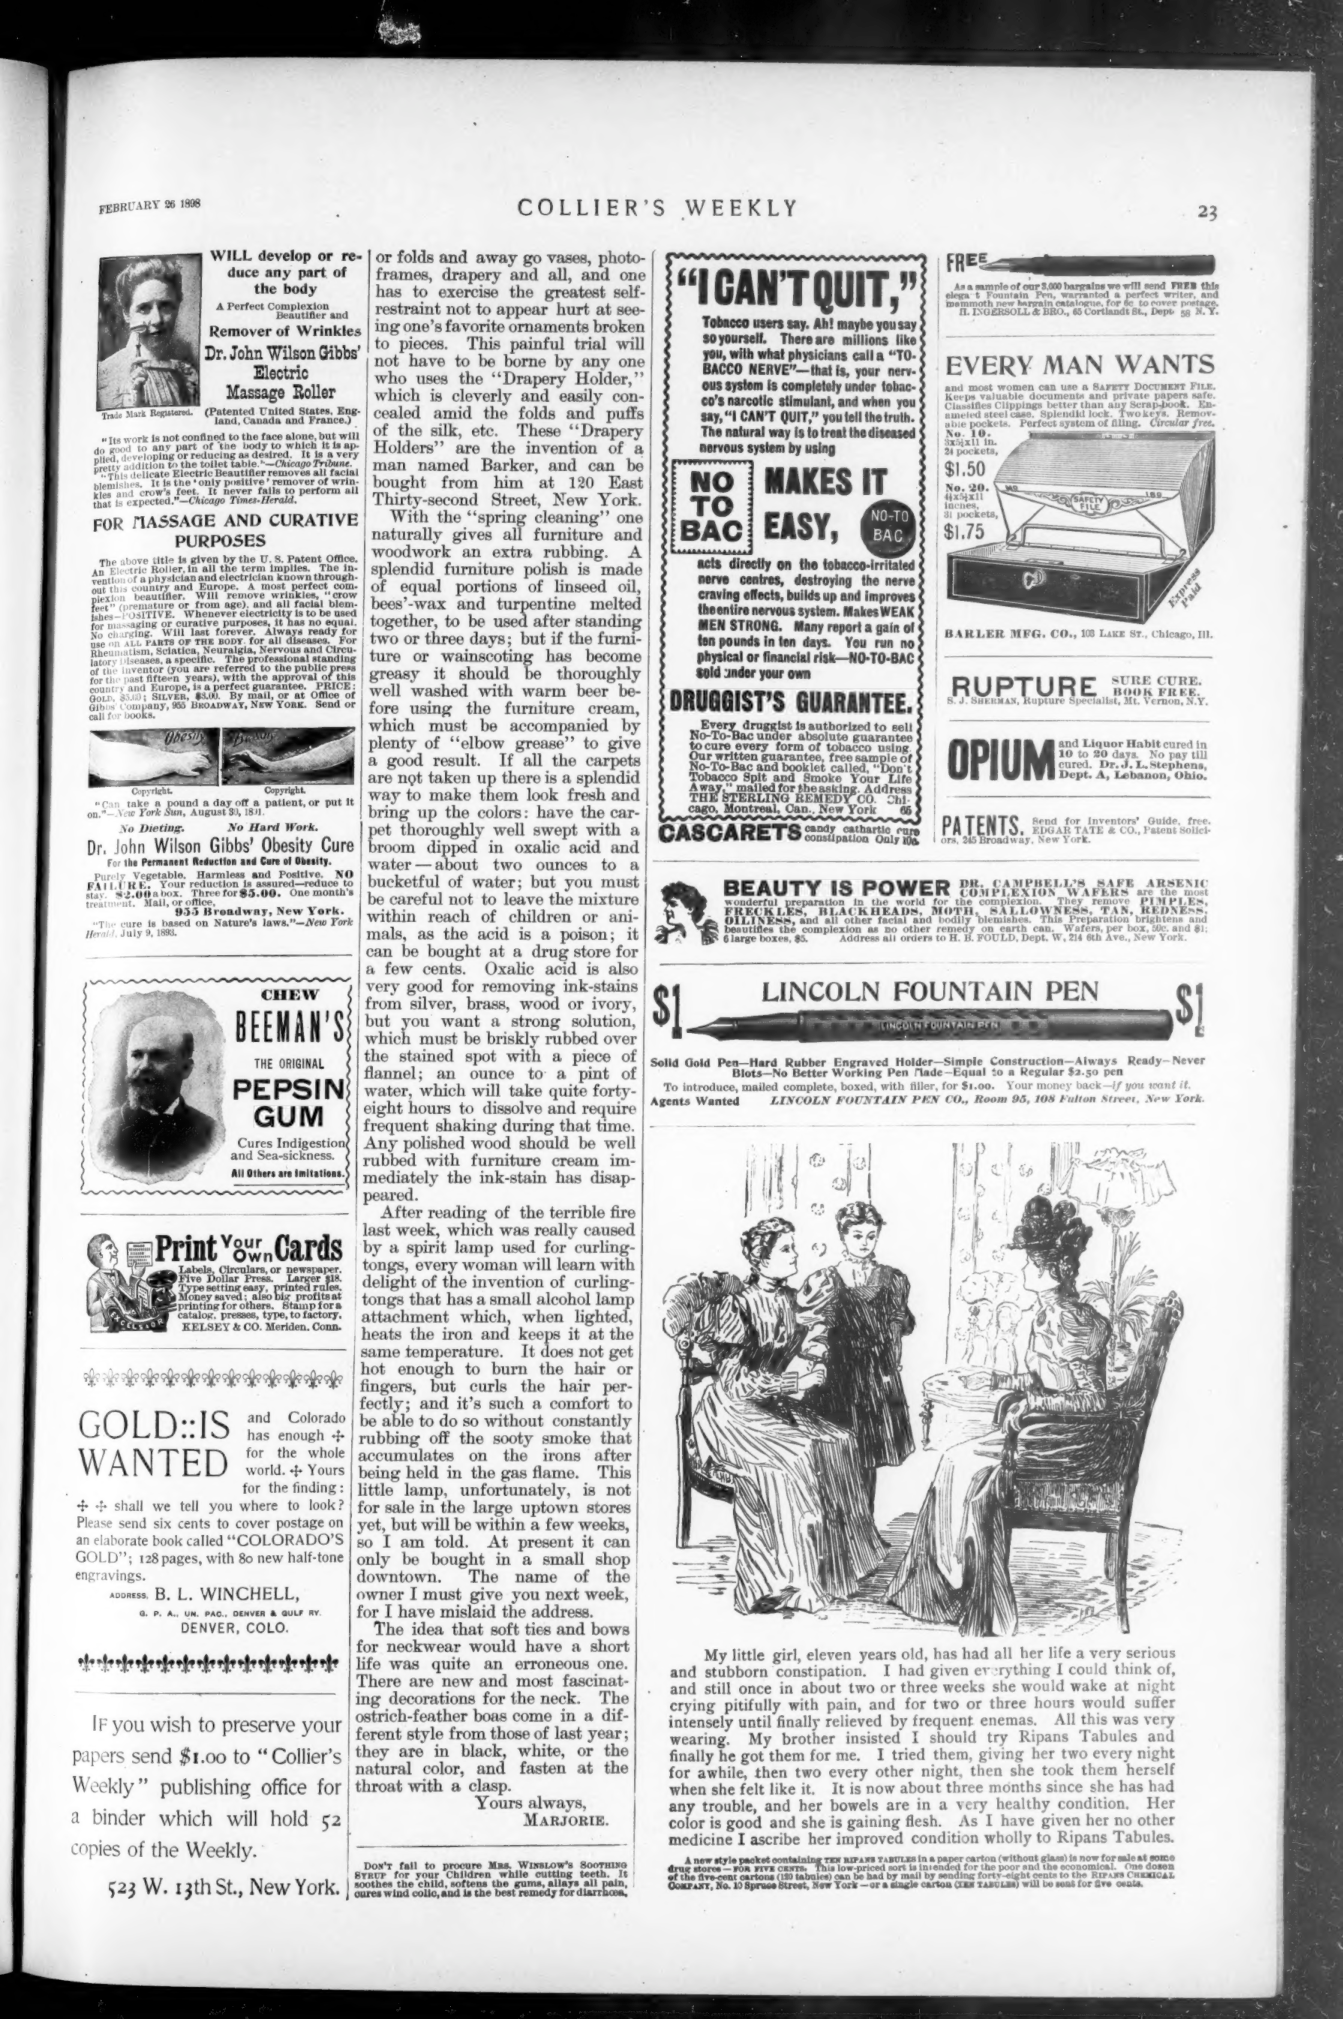 FEBRUARY 26 1898
COLLIER'S WEEKLY
23
WILL develop or re-
duce any part of
the body
A Perfect Complexion
Beautifier and
Remover of Wrinkles
Dr. John Wilson Gibbs'
Electric
Massage Roller
(Patented United States, Eng-
land, Canada and France.)
Trade Mark Registered.
"Its work is not confined to the face alone, but will
do good to any part of the body to which it is ap-
plied, developing or reducing as desired. It is a very
pretty addition to the toilet table."—Chicago Tribune.
"This delicate Electric Beautifier removes all facial
blemishes. It is the 'only positive' remover of wrin-
kles and crow's feet. It never fails to perform all
that is expected."—Chicago Times-Herald.
FOR MASSAGE AND CURATIVE
PURPOSES
The above title is given by the U. S. Patent Office.
An Electric Roller, in all the term implies. The in-
vention of a physician and electrician known through-
out this country and Europe. A most perfect com-
plexion beautifier. Will remove wrinkles, "crow
feet" (premature or from age), and all facial blem-
ishes—POSITIVE. Whenever electricity is to be used
for massaging or curative purposes, it has no equal.
No charging. Will last forever. Always ready for
use on ALL PARTS OF THE BODY, for all diseases. For
Rheumatism, Sciatica, Neuralgia, Nervous and Circu-
latory Diseases, a specific. The professional standing
of the inventor (you are referred to the public press
for the past fifteen years), with the approval of this
country and Europe, is a perfect guarantee. PRICE:
GOLD, SILVER, By mail, or at Office of
Gibbs' Company, 955 BROADWAY, NEW YORK. Send or
call for books.
Obesity
Copyright. Copyright.
"Can take a pound a day off a patient, or put it
on."—New York Sun, August 30, 1891.
No Dieting. No Hard Work.
Dr. John Wilson Gibbs' Obesity Cure
For the Permanent Reduction and Cure of Obesity.
Purely Vegetable. Harmless and Positive. NO
FAILURE. Your reduction is assured—reduce to
stay. $2.00 a box. Three for $5.00. One month's
treatment. Mail, or office,
955 Broadway, New York.
"The cure is based on Nature's laws."—New York
Herald, July 9, 1893.
CHEW
BEEMAN'S
THE ORIGINAL
PEPSIN
GUM
Cures Indigestion
and Sea-sickness.
All Others are Imitations.
Print Your Own Cards
Labels, Circulars, or newspaper.
Five Dollar Press. Larger $18.
Type setting easy, printed rules.
Money saved; also big profits at
printing for others. Stamp for a
catalog, presses, type, to factory.
KELSEY & CO. Meriden. Conn.
EXCELSIOR
GOLD::IS
WANTED
and Colorado
has enough
for the whole
world. Yours
for the finding:
shall we tell you where to look?
Please send six cents to cover postage on
an elaborate book called "COLORADO'S
GOLD"; 128 pages, with 80 new half-tone
engravings.
ADDRESS, B. L. WINCHELL,
G. P. A., UN. PAC., DENVER & GULF RY.
DENVER, COLO.
IF you wish to preserve your
papers send $1.00 to "Collier's
Weekly" publishing office for
a binder which will hold 52
copies of the Weekly.
523 W. 13th St., New York.
or folds and away go vases, photo-
frames, drapery and all, and one
has to exercise the greatest self-
restraint not to appear hurt at see-
ing one's favorite ornaments broken
to pieces. This painful trial will
not have to be borne by any one
who uses the "Drapery Holder,"
which is cleverly and easily con-
cealed amid the folds and puffs
of the silk, etc. These "Drapery
Holders" are the invention of a
man named Barker, and can be
bought from him at 120 East
Thirty-second Street, New York.
With the "spring cleaning" one
naturally gives all furniture and
woodwork an extra rubbing. A
splendid furniture polish is made
of equal portions of linseed oil,
bees'-wax and turpentine melted
together, to be used after standing
two or three days; but if the furni-
ture or wainscoting has become
greasy it should be thoroughly
well washed with warm beer be-
fore using the furniture cream,
which must be accompanied by
plenty of "elbow grease" to give
a good result. If all the carpets
are not taken up there is a splendid
way to make them look fresh and
bring up the colors: have the car-
pet thoroughly well swept with a
broom dipped in oxalic acid and
water—about two ounces to a
bucketful of water; but you must
be careful not to leave the mixture
within reach of children or ani-
mals, as the acid is a poison; it
can be bought at a drug store for
a few cents. Oxalic acid is also
very good for removing ink-stains
from silver, brass, wood or ivory,
but you want a strong solution,
which must be briskly rubbed over
the stained spot with a piece of
flannel; an ounce to a pint of
water, which will take quite forty-
eight hours to dissolve and require
frequent shaking during that time.
Any polished wood should be well
rubbed with furniture cream im-
mediately the ink-stain has disap-
peared.
After reading of the terrible fire
last week, which was really caused
by a spirit lamp used for curling-
tongs, every woman will learn with
delight of the invention of curling-
tongs that has a small alcohol lamp
attachment which, when lighted,
heats the iron and keeps it at the
same temperature. It does not get
hot enough to burn the hair or
fingers, but curls the hair per-
fectly; and it's such a comfort to
be able to do so without constantly
rubbing off the sooty smoke that
accumulates on the irons after
being held in the gas flame. This
little lamp, unfortunately, is not
for sale in the large uptown stores
yet, but will be within a few weeks,
so I am told. At present it can
only be bought in a small shop
downtown. The name of the
owner I must give you next week,
for I have mislaid the address.
The idea that soft ties and bows
for neckwear would have a short
life was quite an erroneous one.
There are new and most fascinat-
ing decorations for the neck. The
ostrich-feather boas come in a dif-
ferent style from those of last year;
they are in black, white, or the
natural color, and fasten at the
throat with a clasp.
Yours always,
MARJORIE.
DON'T fail to procure MRS. WINSLOW'S SOOTHING
SYRUP for your Children while cutting teeth. It
soothes the child, softens the gums, allays all pain,
cures wind colic, and is the best remedy for diarrhoea.
"I CAN'T QUIT,"
Tobacco users say. Ah! maybe you say
so yourself. There are millions like
you, with what physicians call a "TO-
BACCO NERVE"—that is, your nerv-
ous system is completely under tobac-
co's narcotic stimulant, and when you
say, "I CAN'T QUIT," you tell the truth.
The natural way is to treat the diseased
nervous system by using
NO
TO
BAC
MAKES IT
EASY,
NO-TO
BAC
acts directly on the tobacco-irritated
nerve centres, destroying the nerve
craving effects, builds up and improves
the entire nervous system. Makes WEAK
MEN STRONG. Many report a gain of
ten pounds in ten days. You run no
physical or financial risk—NO-TO-BAC
sold under your own
DRUGGIST'S GUARANTEE.
Every druggist is authorized to sell
No-To-Bac under absolute guarantee
to cure every form of tobacco using.
Our written guarantee, free sample of
No-To-Bac and booklet called, "Don't
Tobacco Spit and Smoke Your Life
Away," mailed for the asking. Address
THE STERLING REMEDY CO. Chi-
cago, Montreal, Can., New York 66
CASCARETS candy cathartic cure
constipation Only 10c
FREE
As a sample of our 3,000 bargains we will send FREE this
elegant Fountain Pen, warranted a perfect writer, and
mammoth new bargain catalogue, for 6c to cover postage.
INGERSOLL & BRO., 65 Cortlandt St., Dept. 58 N. Y.
EVERY MAN WANTS
and most women can use a SAFETY DOCUMENT FILE.
Keeps valuable documents and private papers safe.
Classifies Clippings better than any Scrap-book. En-
ameled steel case. Splendid lock. Two keys. Remov-
able pockets. Perfect system of filing. Circular free.
No. 10.
24 pockets,
$1.50
No. 20.
inches,
31 pockets,
$1.75
SAFETY
FILE
Express
Paid
BARLER MFG. CO., 103 LAKE ST., Chicago, Ill.
RUPTURE SURE CURE.
BOOK FREE.
S. J. SHERMAN, Rupture Specialist, Mt. Vernon, N.Y.
OPIUM and Liquor Habit cured in
10 to 20 days. No pay till
cured. Dr. J. L. Stephens,
Dept. A, Lebanon, Ohio.
PATENTS. Send for Inventors' Guide, free.
EDGAR TATE & CO., Patent Solici-
ors, 245 Broadway, New York.
BEAUTY IS POWER DR. CAMPBELL'S SAFE ARSENIC
COMPLEXION WAFERS are the most
wonderful preparation in the world for the complexion. They remove PIMPLES,
FRECKLES, BLACKHEADS, MOTH, SALLOWNESS, TAN, REDNESS,
OILINESS, and all other facial and bodily blemishes. This Preparation brightens and
beautifies the complexion as no other remedy on earth can. Wafers, per box, 50c. and $1;
6 large boxes, $5. Address all orders to H. B. FOULD, Dept. W, 214 6th Ave., New York.
$1 LINCOLN FOUNTAIN PEN $1
LINCOLN FOUNTAIN PEN
Solid Gold Pen—Hard Rubber Engraved Holder—Simple Construction—Always Ready—Never
Blots—No Better Working Pen Made—Equal to a Regular $2.50 pen
To introduce, mailed complete, boxed, with filler, for $1.00. Your money back—if you want it.
Agents Wanted LINCOLN FOUNTAIN PEN CO., Room 95, 108 Fulton Street, New York.
My little girl, eleven years old, has had all her life a very serious
and stubborn constipation. I had given everything I could think of,
and still once in about two or three weeks she would wake at night
crying pitifully with pain, and for two or three hours would suffer
intensely until finally relieved by frequent enemas. All this was very
wearing. My brother insisted I should try Ripans Tabules and
finally he got them for me. I tried them, giving her two every night
for awhile, then two every other night, then she took them herself
when she felt like it. It is now about three months since she has had
any trouble, and her bowels are in a very healthy condition. Her
color is good and she is gaining flesh. As I have given her no other
medicine I ascribe her improved condition wholly to Ripans Tabules.
A new style packet containing TEN RIPANS TABULES in a paper carton (without glass) is now for sale at some
drug stores—FOR FIVE CENTS. This low-priced sort is intended for the poor and the economical. One dozen
of the five-cent cartons (120 tabules) can be had by mail by sending forty-eight cents to the RIPANS CHEMICAL
COMPANY, No. 10 Spruce Street, New York—or a single carton (TEN TABULES) will be sent for five cents.